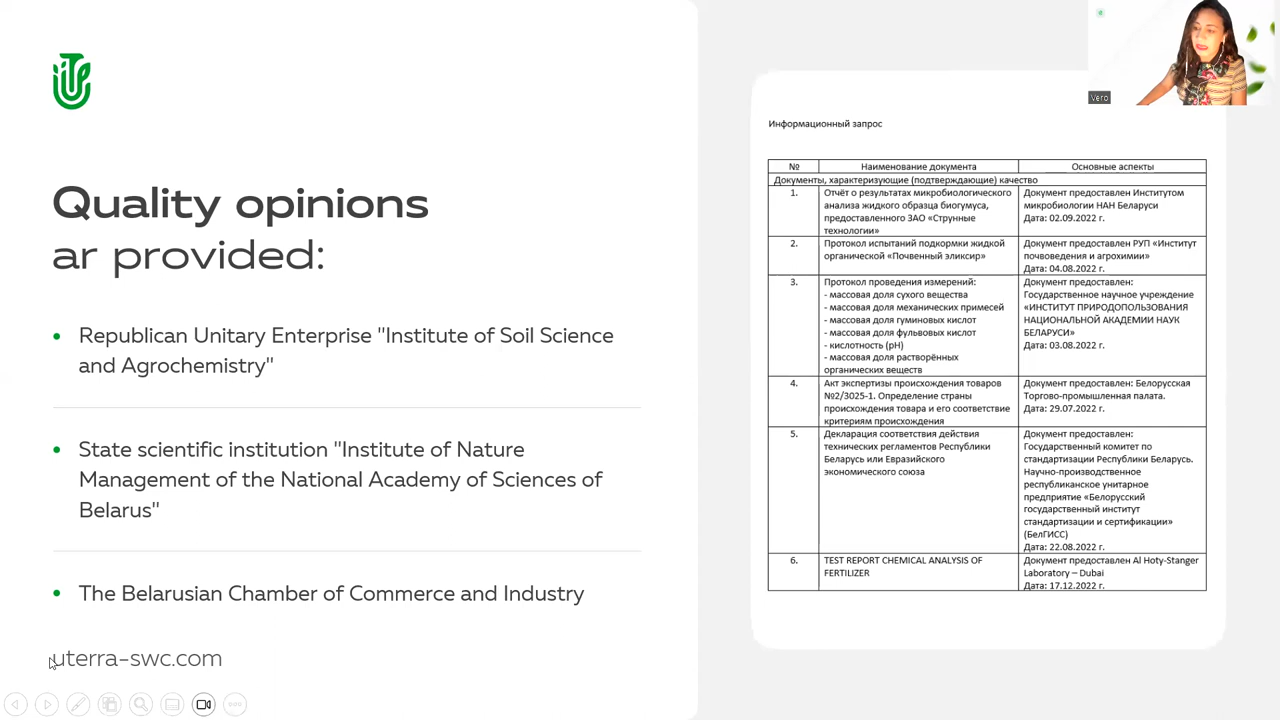 Quality opinions
ar provided:
Republican Unitary Enterprise "Institute of Soil Science
and Agrochemistry"
State scientific institution "Institute of Nature
Management of the National Academy of Sciences of
Belarus"
The Belarusian Chamber of Commerce and Industry
uterra-swc.com
Vero
Информационный запрос
№ Наименование документа Основные аспекты
Документы, характеризующие (подтверждающие) качество
1.
Отчёт о результатах микробиологического
анализа жидкого образца биогумуса,
предоставленного ЗАО «Струнные
технологии»
Документ предоставлен Институтом
микробиологии НАН Беларуси
Дата: 02.09.2022 г.
2.
Протокол испытаний подкормки жидкой
органической «Почвенный эликсир»
Документ предоставлен РУП «Институт
почвоведения и агрохимии»
Дата: 04.08.2022 г.
3.
Протокол проведения измерений:
- массовая доля сухого вещества
- массовая доля механических примесей
- массовая доля гуминовых кислот
- массовая доля фульвовых кислот
- кислотность (pH)
- массовая доля растворённых
органических веществ
Документ предоставлен:
Государственное научное учреждение
«ИНСТИТУТ ПРИРОДОПОЛЬЗОВАНИЯ
НАЦИОНАЛЬНОЙ АКАДЕМИИ НАУК
БЕЛАРУСИ»
Дата: 03.08.2022 г.
4.
Акт экспертизы происхождения товаров
№2/3025-1. Определение страны
происхождения товара и его соответствие
критериям происхождения
Документ предоставлен: Белорусская
Торгово-промышленная палата.
Дата: 29.07.2022 г.
5.
Декларация соответствия действия
технических регламентов Республики
Беларусь или Евразийского
экономического союза
Документ предоставлен:
Государственный комитет по
стандартизации Республики Беларусь.
Научно-производственное
республиканское унитарное
предприятие «Белорусский
государственный институт
стандартизации и сертификации»
(БелГИСС)
Дата: 22.08.2022 г.
6.
TEST REPORT CHEMICAL ANALYSIS OF
FERTILIZER
Документ предоставлен Al Hoty-Stanger
Laboratory – Dubai
Дата: 17.12.2022 г.